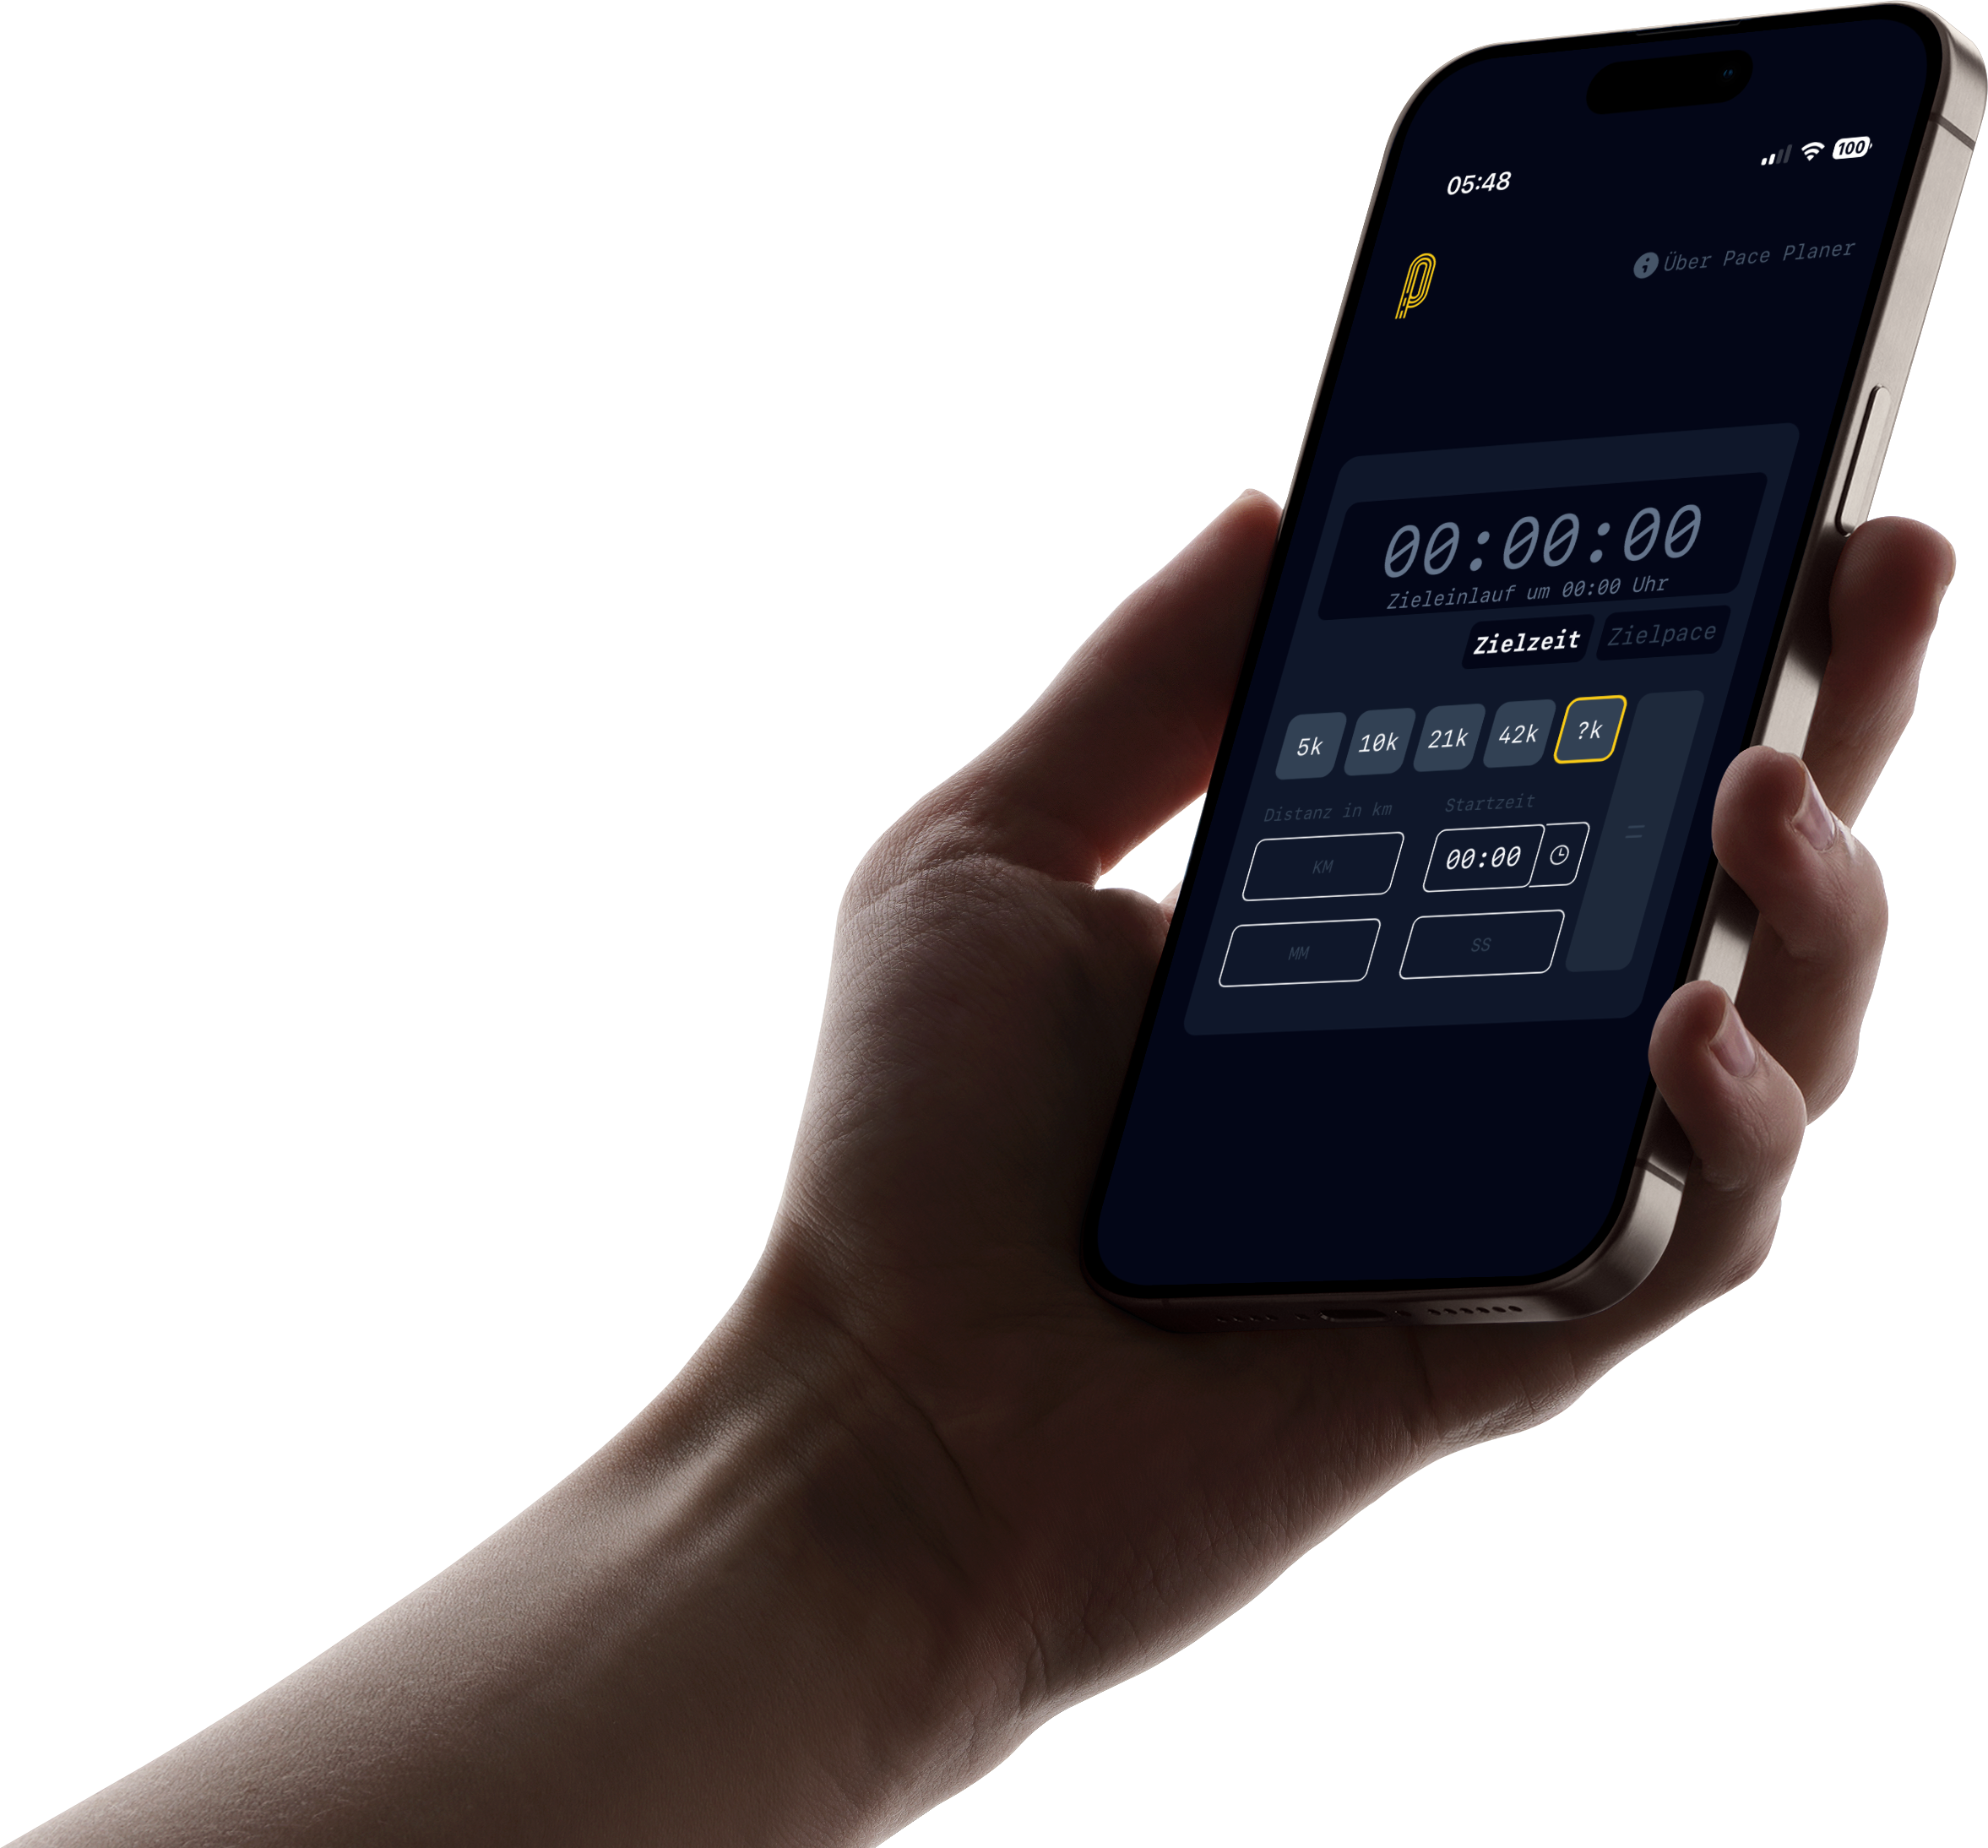 05:48
100
Über Pace Planer
00:00:00
Zieleinlauf um 00:00 Uhr
Zielzeit Zielpace
5k 10k 21k 42k ?k
Distanz in km Startzeit
KM 00:00
=
MM SS